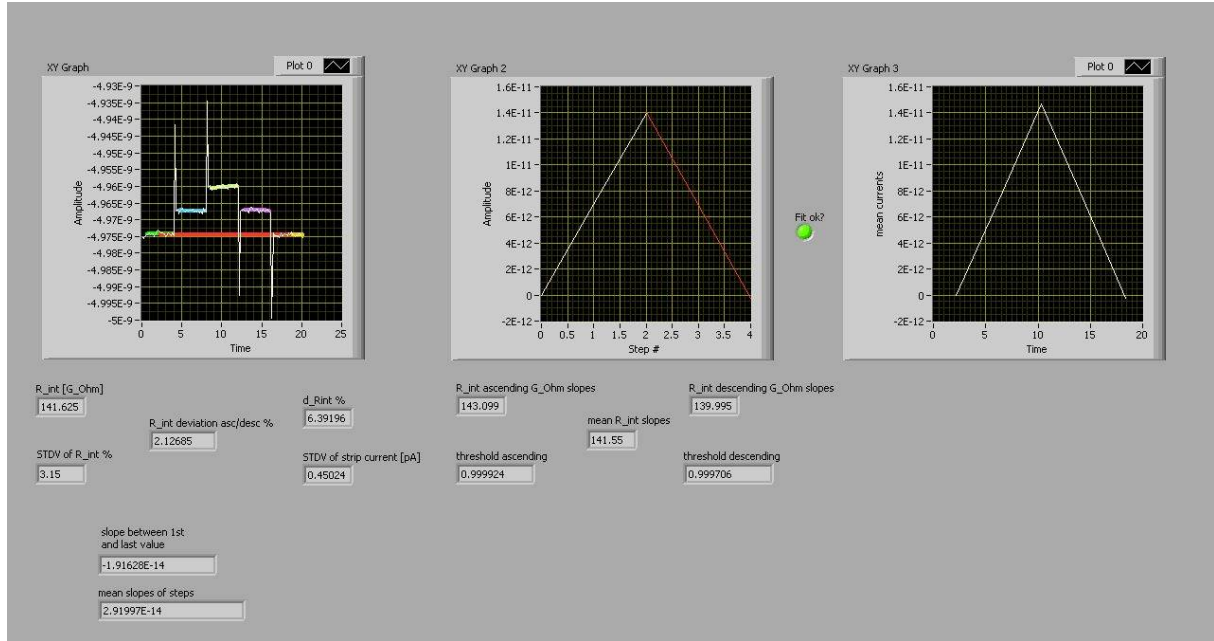 XY Graph
Plot 0
-4.93E-9
-4.935E-9
-4.94E-9
-4.945E-9
-4.95E-9
-4.955E-9
-4.96E-9
-4.965E-9
-4.97E-9
-4.975E-9
-4.98E-9
-4.985E-9
-4.99E-9
-4.995E-9
-5E-9
Amplitude
0 5 10 15 20 25
Time
XY Graph 2
1.6E-11
1.4E-11
1.2E-11
1E-11
8E-12
6E-12
4E-12
2E-12
0
-2E-12
Amplitude
0 0.5 1 1.5 2 2.5 3 3.5 4
Step #
Fit ok?
XY Graph 3
Plot 0
1.6E-11
1.4E-11
1.2E-11
1E-11
8E-12
6E-12
4E-12
2E-12
0
-2E-12
mean currents
0 5 10 15 20
Time
R_int [G_Ohm]
141.625
R_int deviation asc/desc %
2.12685
d_Rint %
6.39196
STDV of R_int %
3.15
STDV of strip current [pA]
0.45024
R_int ascending G_Ohm slopes
143.099
R_int descending G_Ohm slopes
139.995
mean R_int slopes
141.55
threshold ascending
0.999924
threshold descending
0.999706
slope between 1st
and last value
-1.91628E-14
mean slopes of steps
2.91997E-14